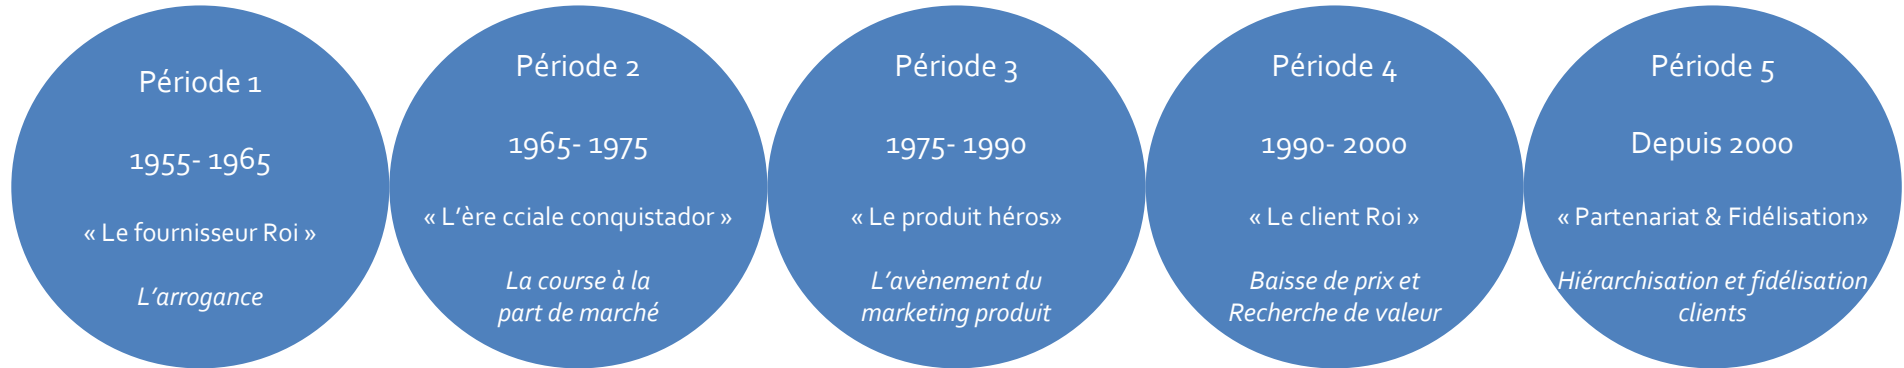 Période 1
1955- 1965
« Le fournisseur Roi »
L'arrogance
Période 2
1965- 1975
« L'ère cciale conquistador »
La course à la
part de marché
Période 3
1975- 1990
« Le produit héros»
L'avènement du
marketing produit
Période 4
1990- 2000
« Le client Roi »
Baisse de prix et
Recherche de valeur
Période 5
Depuis 2000
« Partenariat & Fidélisation»
Hiérarchisation et fidélisation
clients